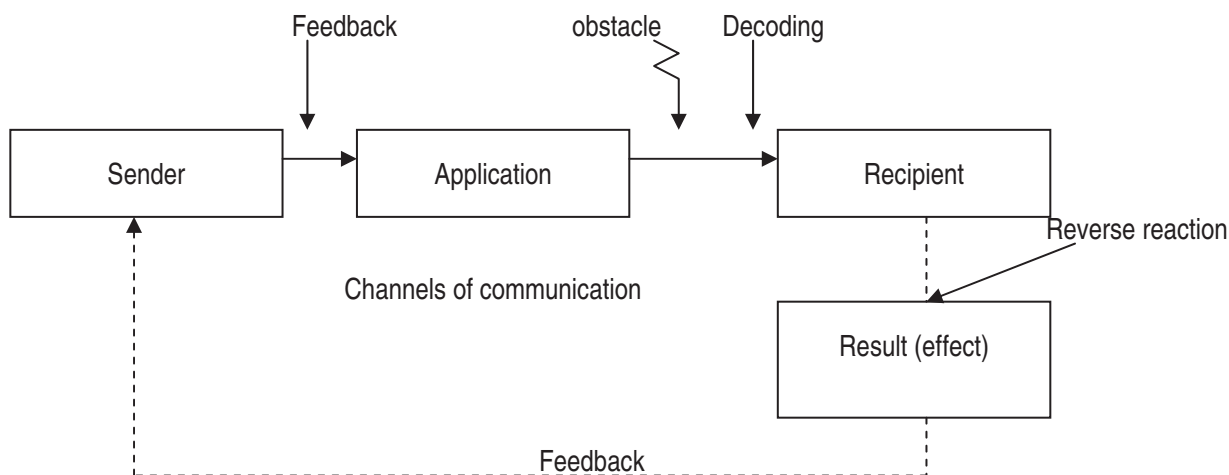 Feedback
obstacle
Decoding
Sender
Application
Recipient
Reverse reaction
Channels of communication
Result (effect)
Feedback